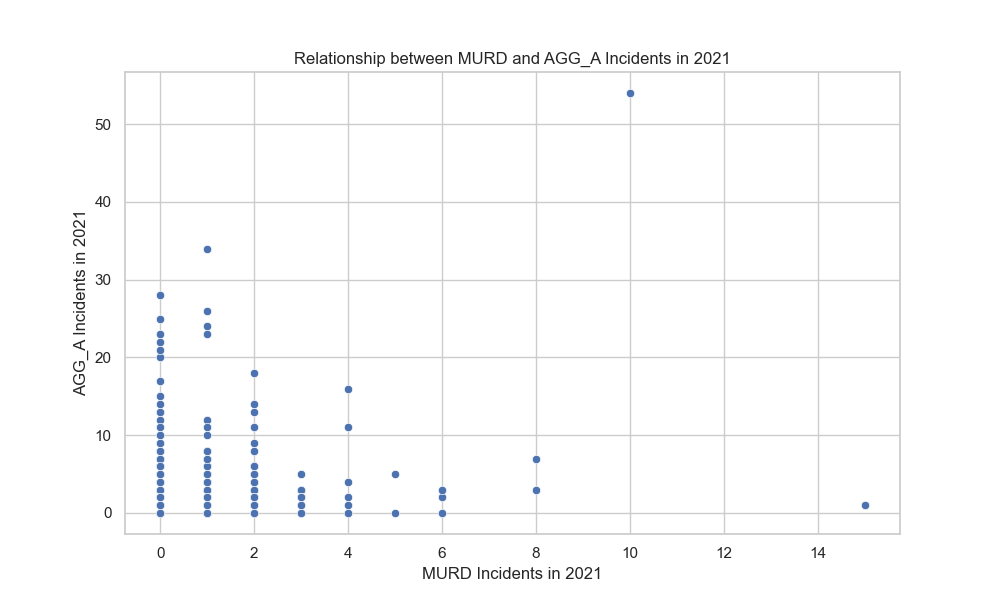 Relationship between MURD and AGG_A Incidents in 2021
AGG_A Incidents in 2021
50
40
30
20
10
0
0 2 4 6 8 10 12 14
MURD Incidents in 2021